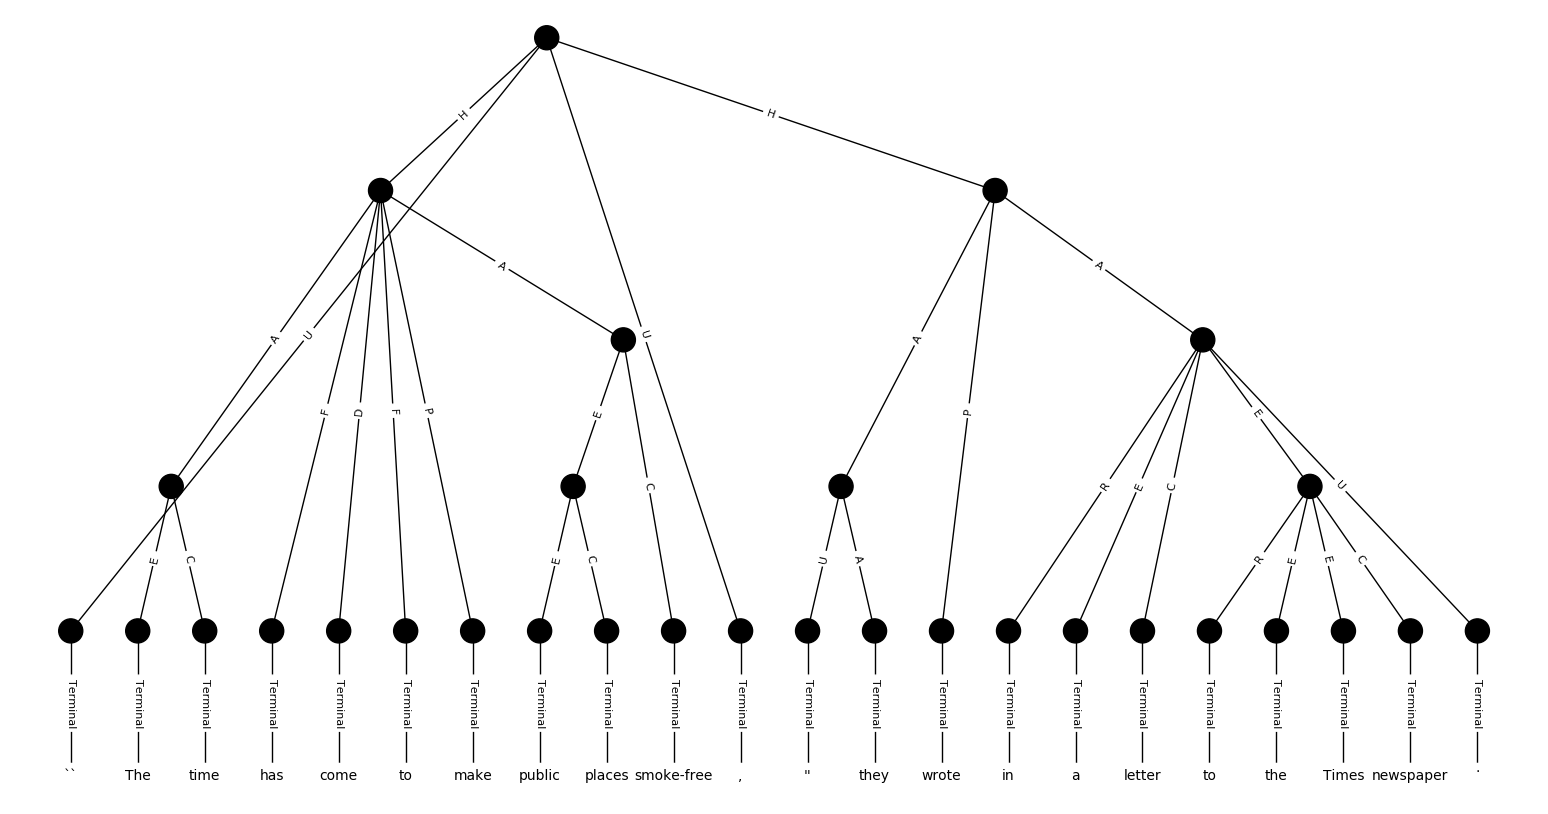 H
H
A
A
U
U
A
A
F
D
F
P
E
P
E
C
R
E
C
U
E
C
E
C
U
A
R
E
E
C
Terminal Terminal Terminal Terminal Terminal Terminal Terminal Terminal Terminal Terminal Terminal Terminal Terminal Terminal Terminal Terminal Terminal Terminal Terminal Terminal Terminal Terminal
`` The time has come to make public places smoke-free , " they wrote in a letter to the Times newspaper .